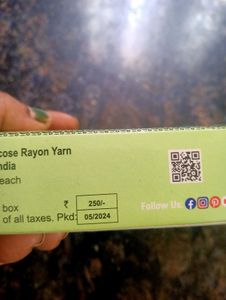 cose Rayon Yarn
ndia
each
box ₹ 250/-
of all taxes. Pkd: 05/2024
Follow Us: